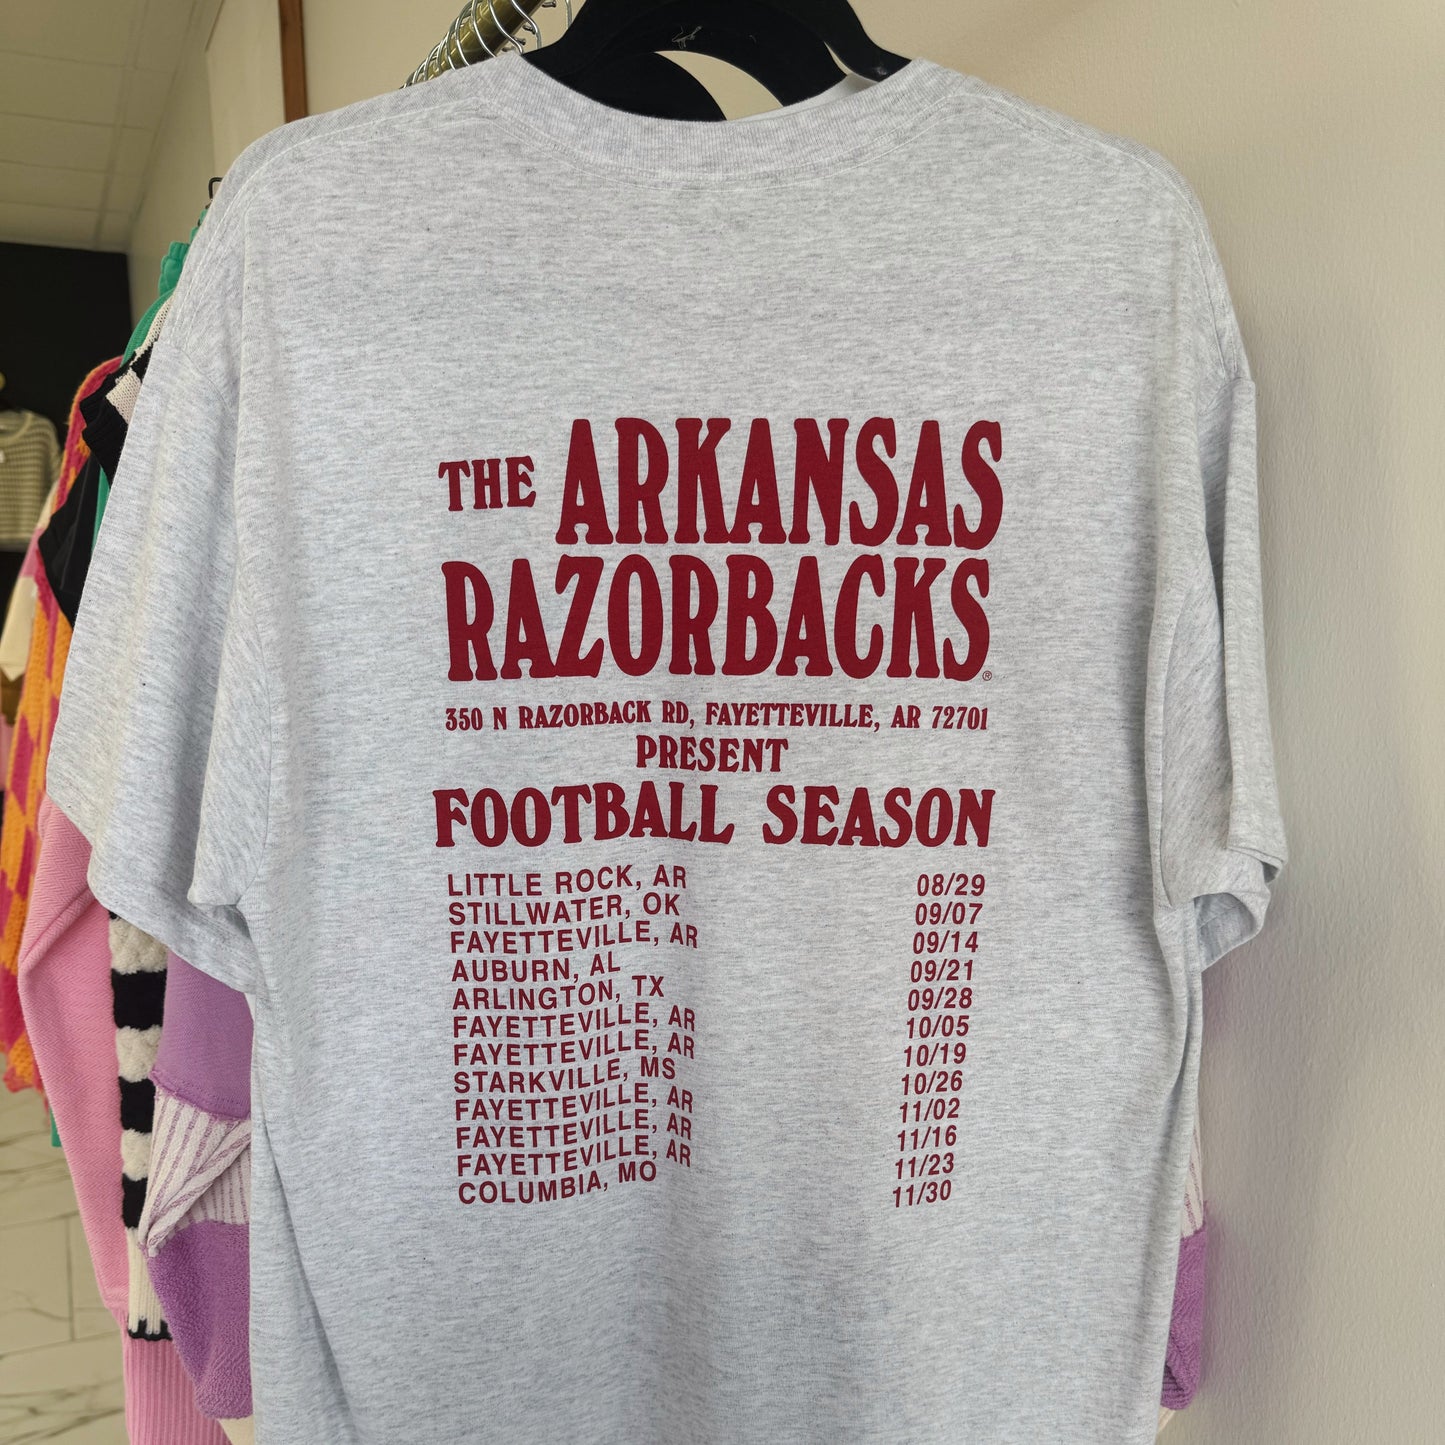 THE ARKANSAS
RAZORBACKS®
350 N RAZORBACK RD, FAYETTEVILLE, AR 72701
PRESENT
FOOTBALL SEASON
LITTLE ROCK, AR 08/29
STILLWATER, OK 09/07
FAYETTEVILLE, AR 09/14
AUBURN, AL 09/21
ARLINGTON, TX 09/28
FAYETTEVILLE, AR 10/05
FAYETTEVILLE, AR 10/19
STARKVILLE, MS 10/26
FAYETTEVILLE, AR 11/02
FAYETTEVILLE, AR 11/16
FAYETTEVILLE, AR 11/23
COLUMBIA, MO 11/30